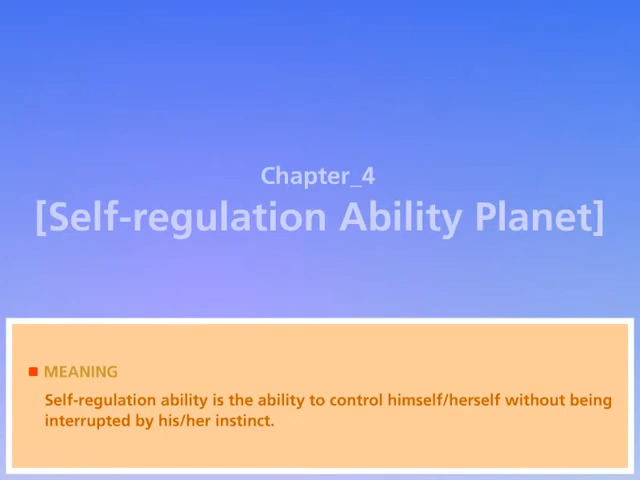 Chapter_4
[Self-regulation Ability Planet]
MEANING
Self-regulation ability is the ability to control himself/herself without being
interrupted by his/her instinct.